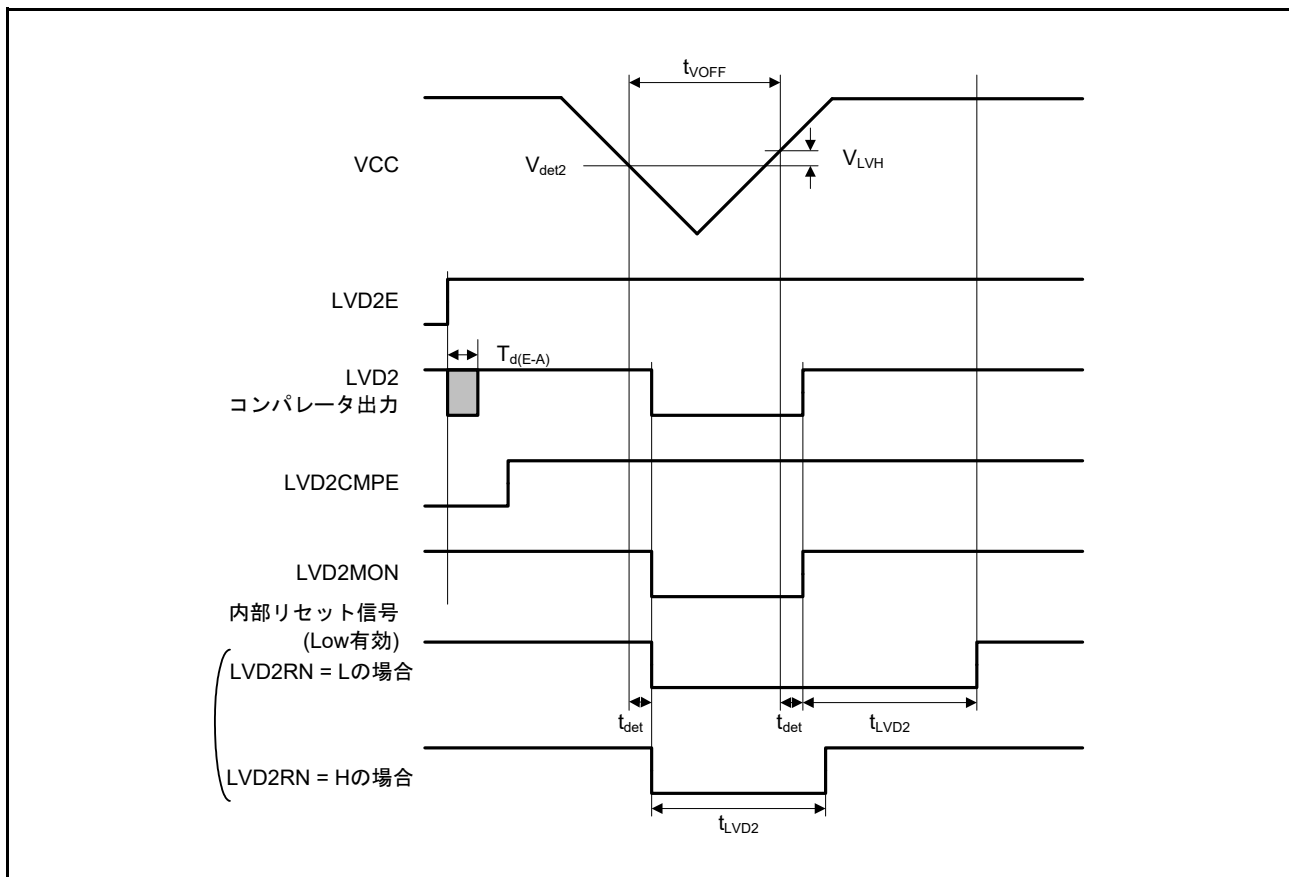 tVOFF
VCC
Vdet2
VLVH
LVD2E
Td(E-A)
LVD2
コンパレータ出力
LVD2CMPE
LVD2MON
内部リセット信号
(Low有効)
LVD2RN = Lの場合
tdet
tdet
tLVD2
LVD2RN = Hの場合
tLVD2